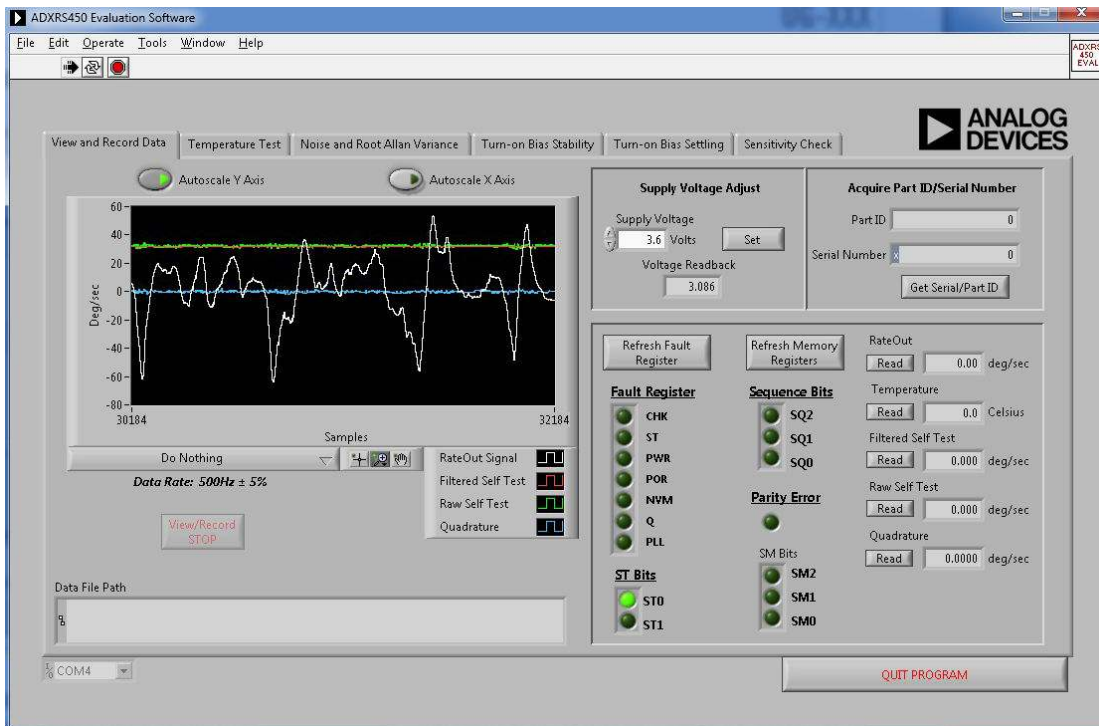 ADXRS450 Evaluation Software
File Edit Operate Tools Window Help
ADXRS
450
EVAL
ANALOG
DEVICES
View and Record Data
Temperature Test
Noise and Root Allan Variance
Turn-on Bias Stability
Turn-on Bias Settling
Sensitivity Check
Autoscale Y Axis
Autoscale X Axis
60
40
20
0
-20
-40
-60
-80
Deg/sec
30184
32184
Samples
Do Nothing
Data Rate: 500Hz ± 5%
RateOut Signal
Filtered Self Test
Raw Self Test
Quadrature
View/Record
STOP
Data File Path
COM4
Supply Voltage Adjust
Supply Voltage
3.6 Volts
Set
Voltage Readback
3.086
Acquire Part ID/Serial Number
Part ID 0
Serial Number x 0
Get Serial/Part ID
Refresh Fault
Register
Refresh Memory
Registers
Fault Register
CHK
ST
PWR
POR
NVM
Q
PLL
ST Bits
ST0
ST1
Sequence Bits
SQ2
SQ1
SQ0
Parity Error
SM Bits
SM2
SM1
SM0
RateOut
Read 0.00 deg/sec
Temperature
Read 0.0 Celsius
Filtered Self Test
Read 0.000 deg/sec
Raw Self Test
Read 0.000 deg/sec
Quadrature
Read 0.0000 deg/sec
QUIT PROGRAM